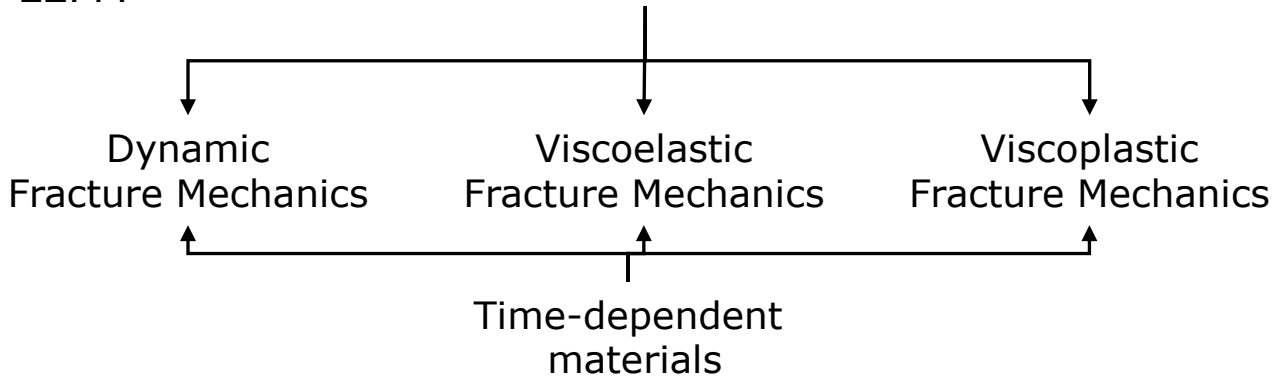 Dynamic
Fracture Mechanics
Viscoelastic
Fracture Mechanics
Viscoplastic
Fracture Mechanics
Time-dependent
materials